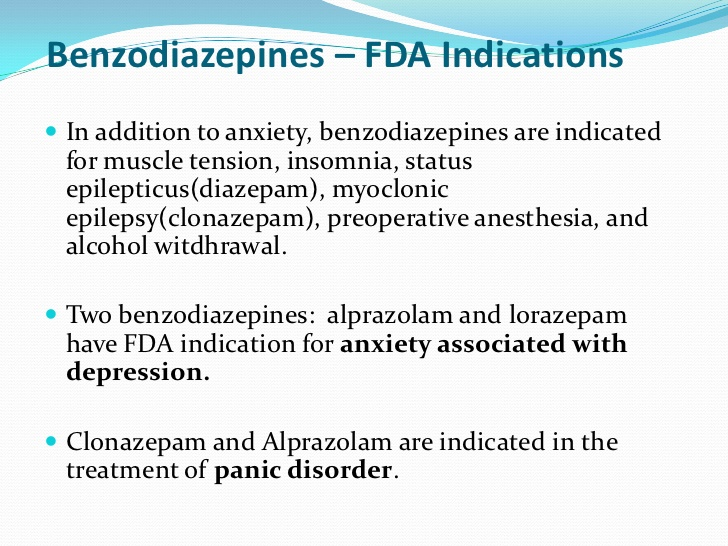 Benzodiazepines – FDA Indications
• In addition to anxiety, benzodiazepines are indicated
for muscle tension, insomnia, status
epilepticus(diazepam), myoclonic
epilepsy(clonazepam), preoperative anesthesia, and
alcohol witdhrawal.
• Two benzodiazepines: alprazolam and lorazepam
have FDA indication for anxiety associated with
depression.
• Clonazepam and Alprazolam are indicated in the
treatment of panic disorder.